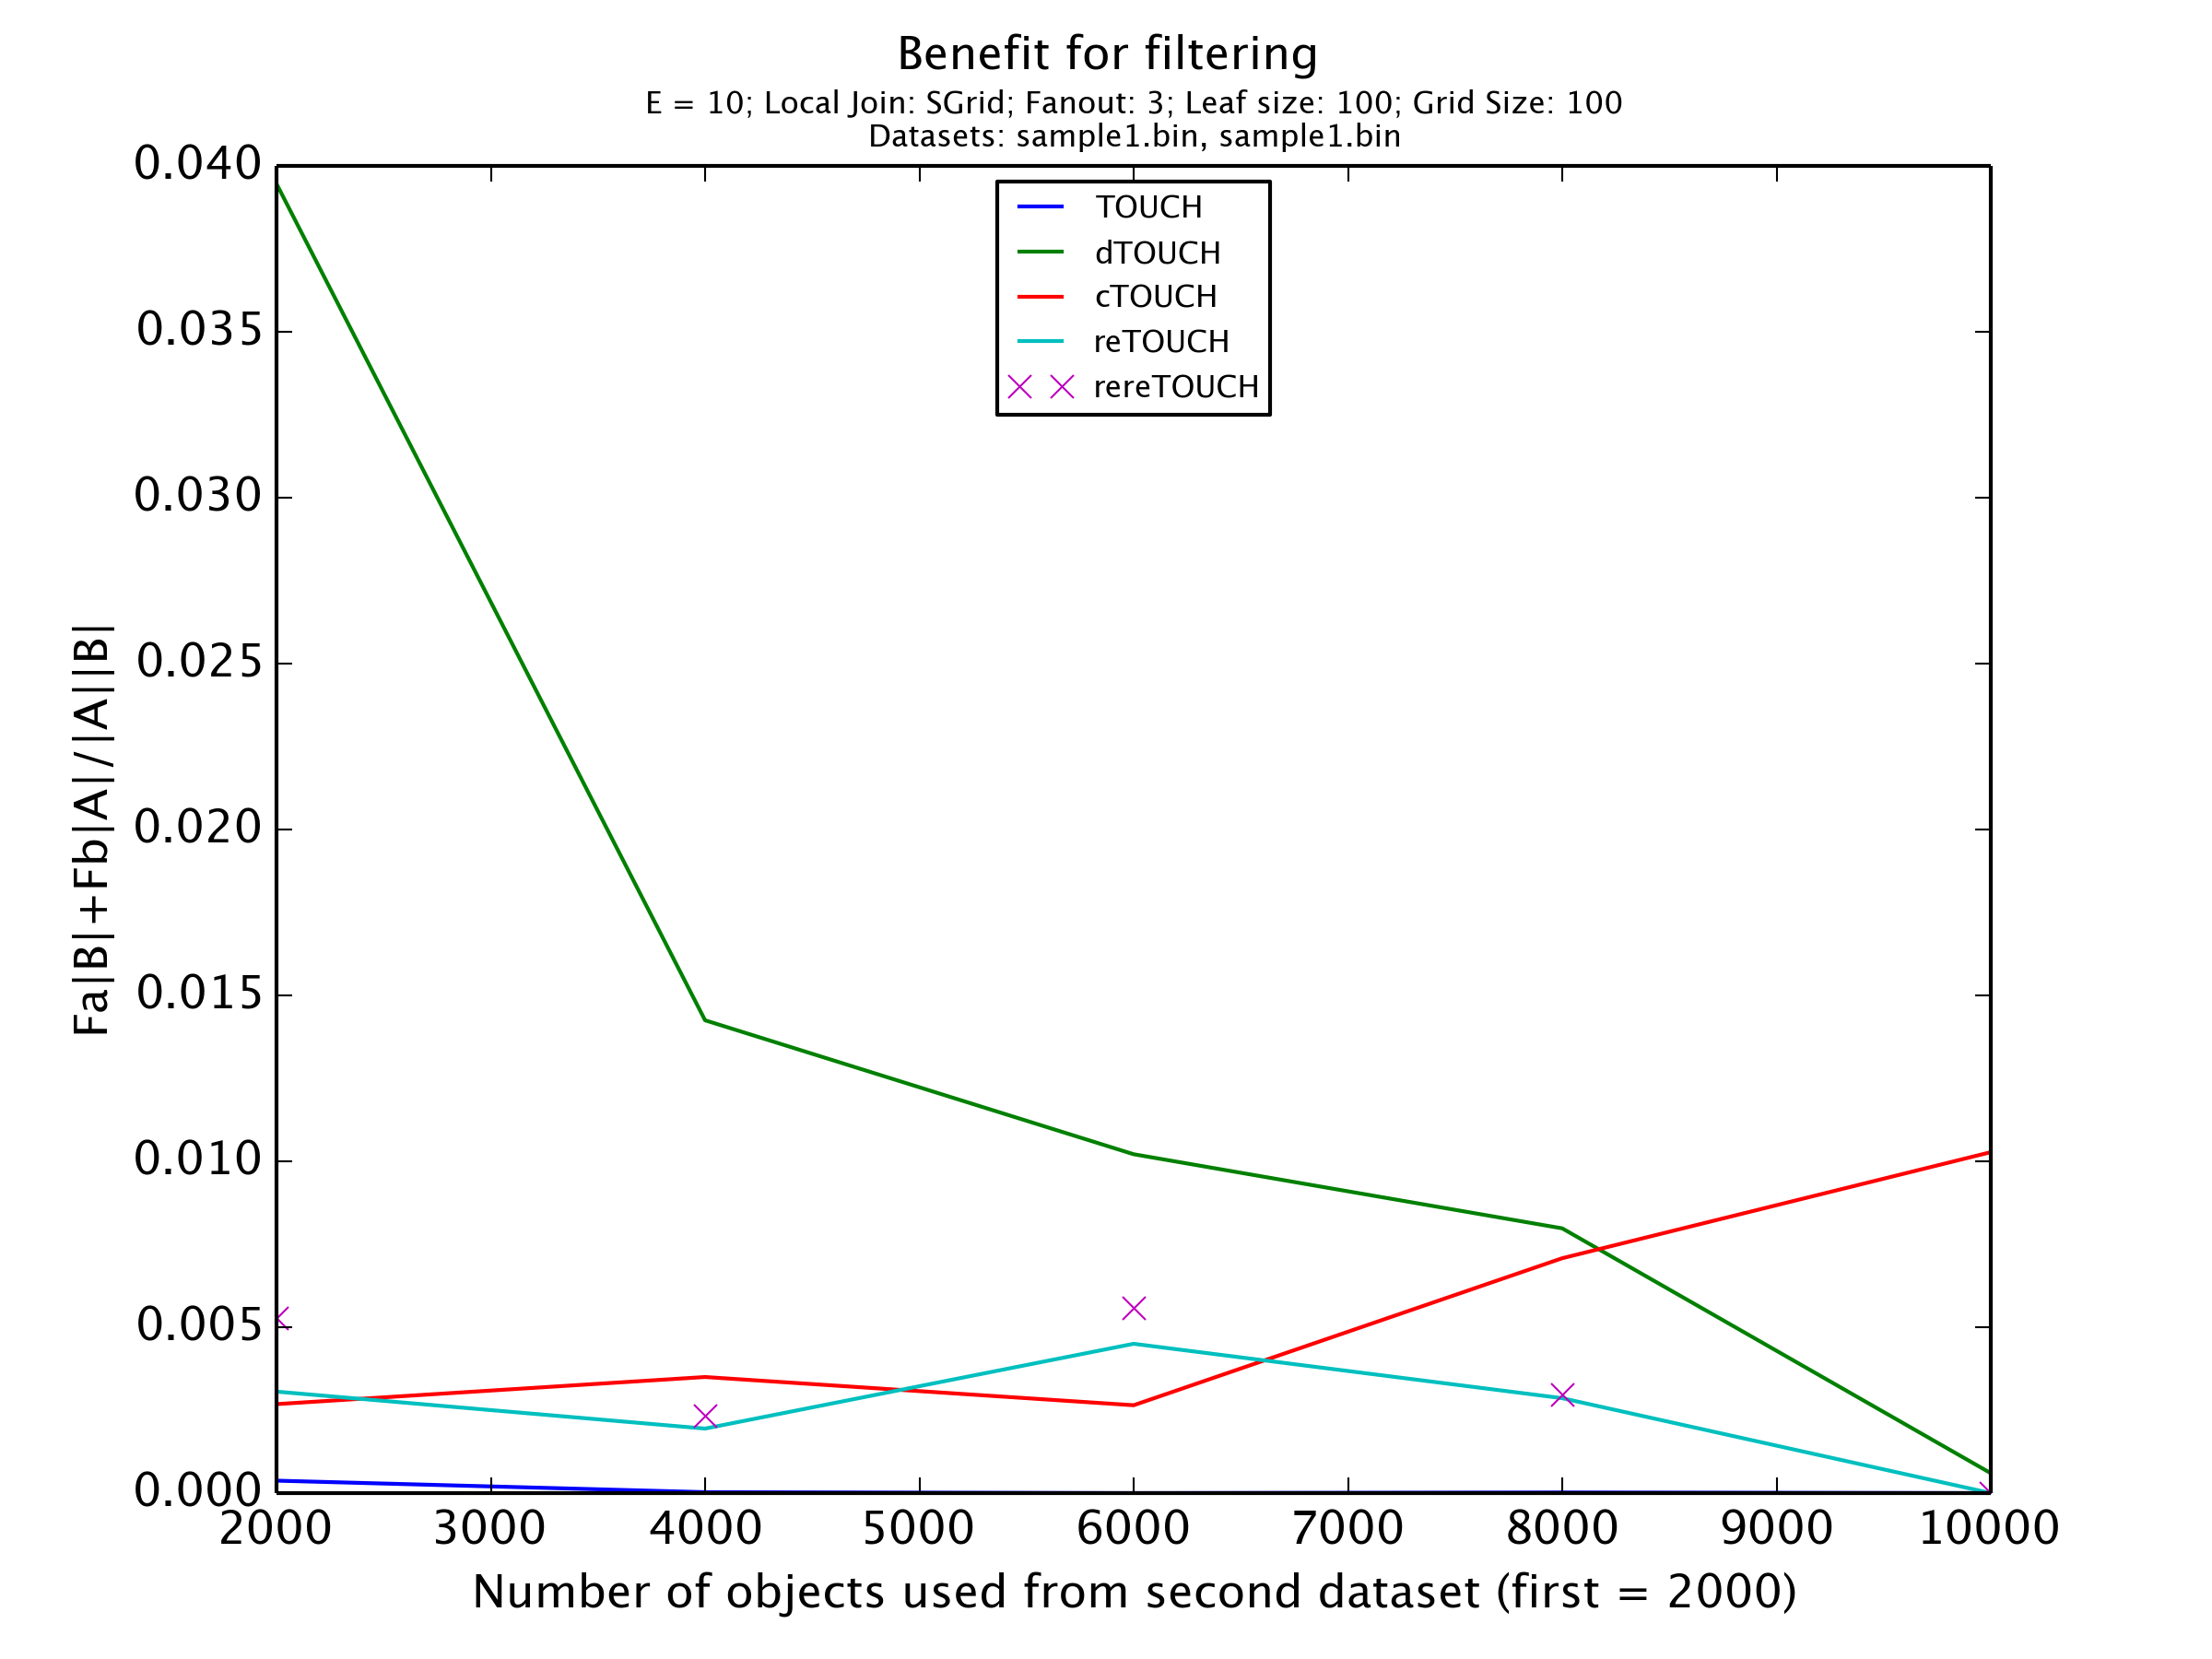 Benefit for filtering
E = 10; Local Join: SGrid; Fanout: 3; Leaf size: 100; Grid Size: 100
Datasets: sample1.bin, sample1.bin
TOUCH
dTOUCH
cTOUCH
reTOUCH
rereTOUCH
Fa|B|+Fb|A|/|A||B|
0.040
0.035
0.030
0.025
0.020
0.015
0.010
0.005
0.000
2000 3000 4000 5000 6000 7000 8000 9000 10000
Number of objects used from second dataset (first = 2000)